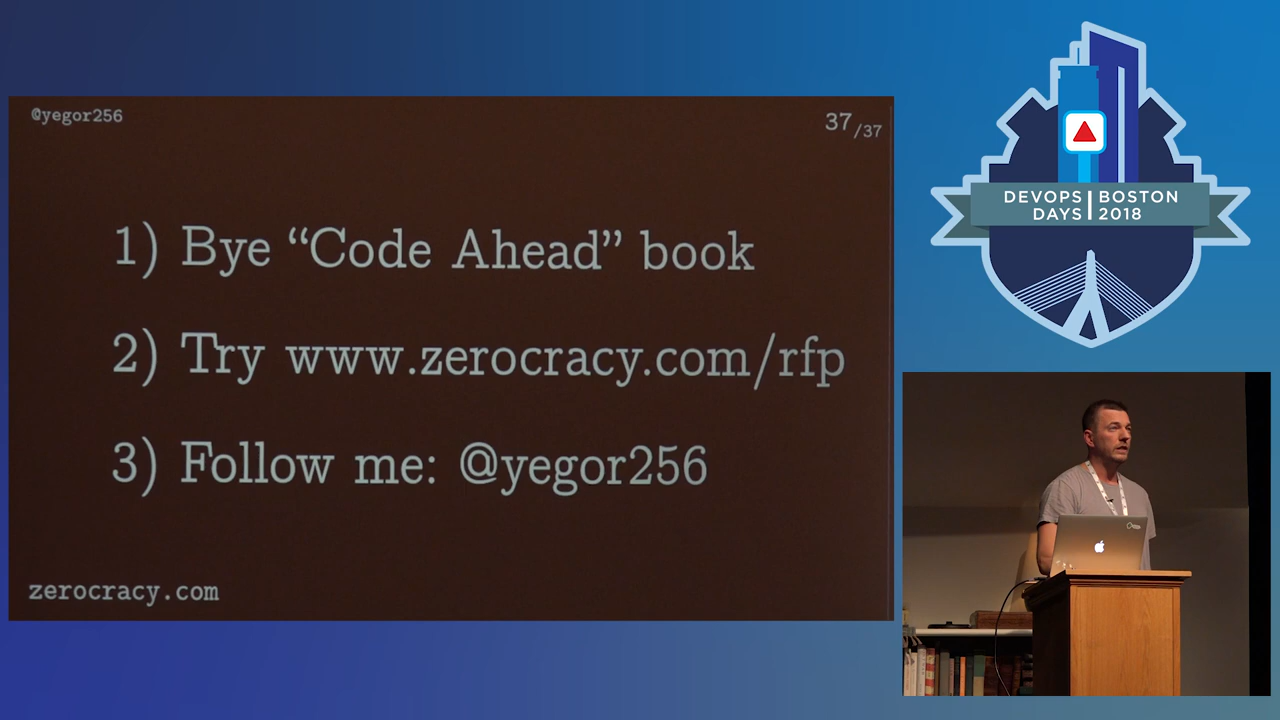 @yegor256
37/37
1) Bye “Code Ahead” book
2) Try www.zerocracy.com/rfp
3) Follow me: @yegor256
zerocracy.com
DEVOPS DAYS | BOSTON 2018